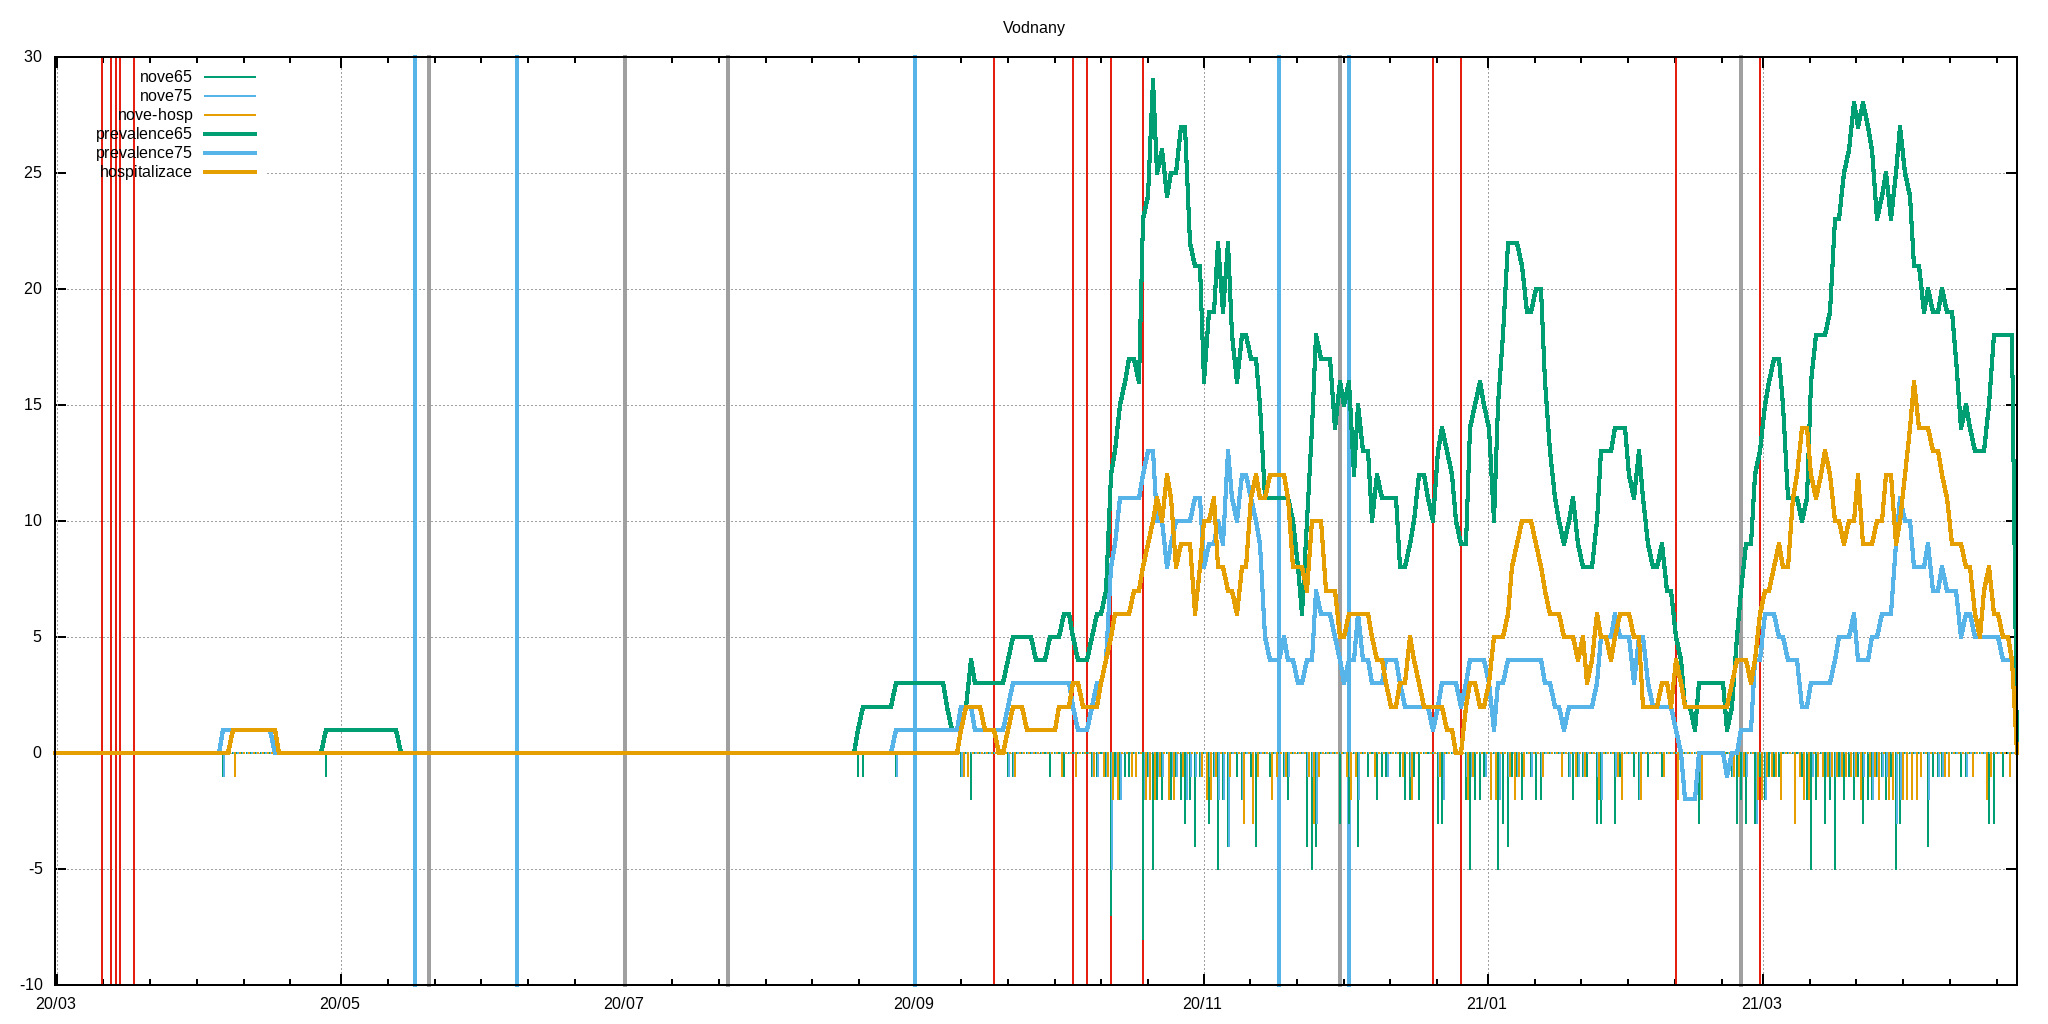 Vodnany
30
25
20
15
10
5
0
-5
-10
nove65
nove75
nove-hosp
prevalence65
prevalence75
hospitalizace
20/03 20/05 20/07 20/09 20/11 21/01 21/03